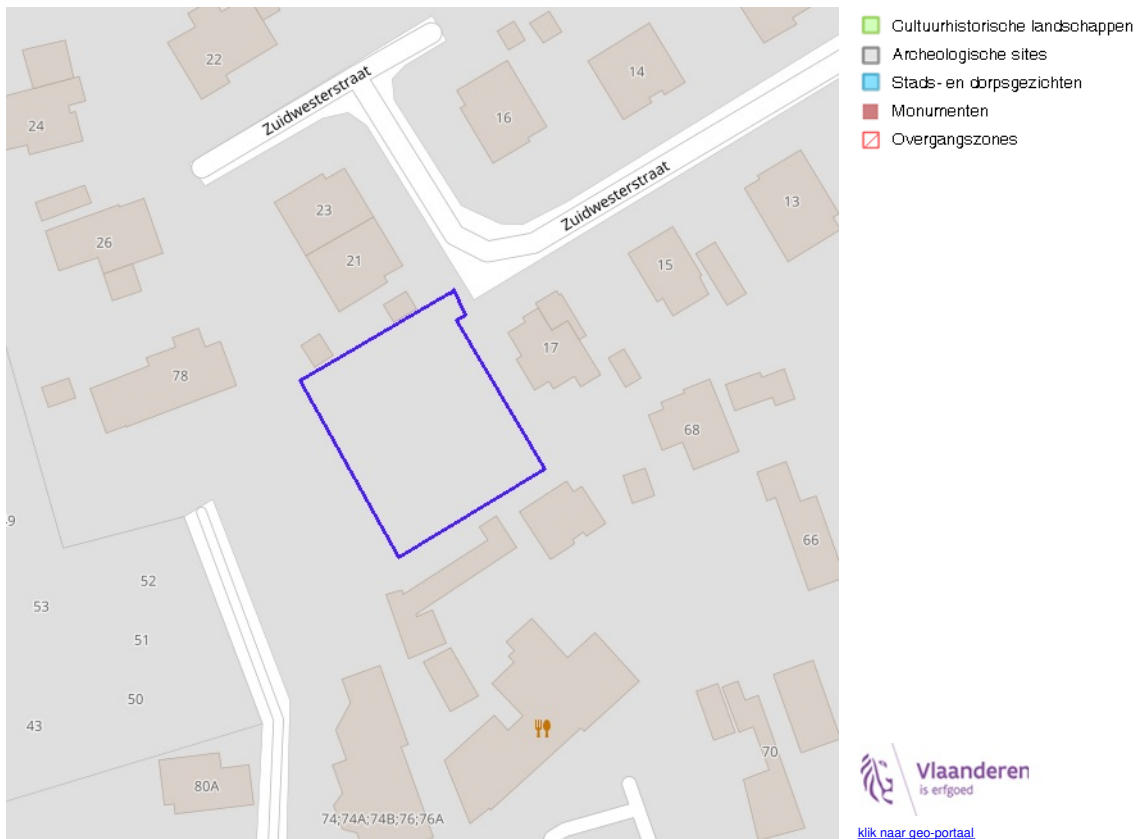 Cultuurhistorische landschappen
Archeologische sites
Stads- en dorpsgezichten
Monumenten
Overgangszones
22
14
24
Zuidwesterstraat
16
Zuidwesterstraat
13
23
26
21
15
17
78
68
49
66
52
53
51
50
43
70
80A
74;74A;74B;76;76A
Vlaanderen
is erfgoed
klik naar geo-portaal